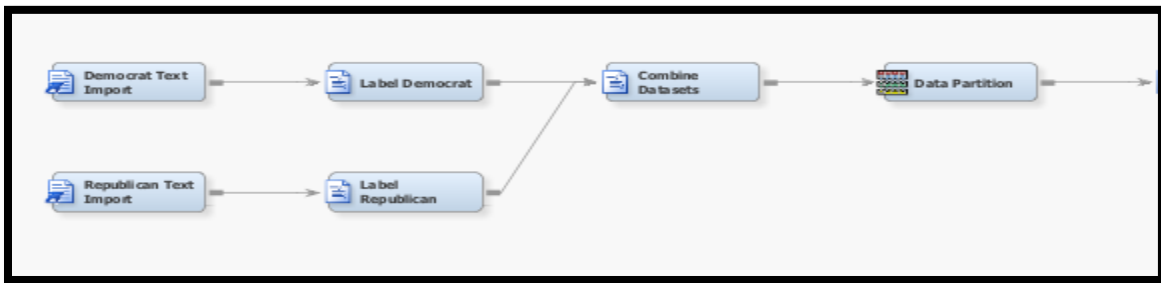 Democrat Text
Import
Label Democrat
Combine
Datasets
Data Partition
Republican Text
Import
Label
Republican